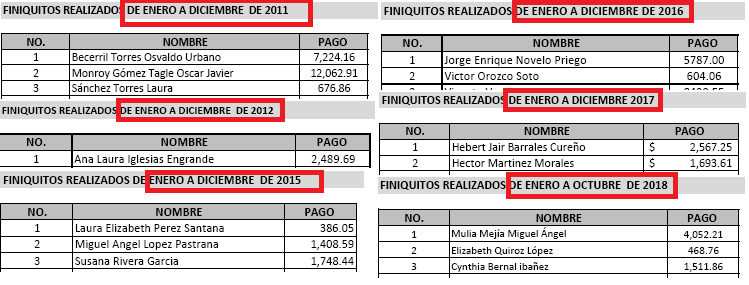 FINIQUITOS REALIZADOS DE ENERO A DICIEMBRE DE 2011
NO. NOMBRE PAGO
1 Becerril Torres Osvaldo Urbano 7,224.16
2 Monroy Gómez Tagle Oscar Javier 12,062.91
3 Sánchez Torres Laura 676.86
FINIQUITOS REALIZADOS DE ENERO A DICIEMBRE DE 2012
NO. NOMBRE PAGO
1 Ana Laura Iglesias Engrande 2,489.69
FINIQUITOS REALIZADOS DE ENERO A DICIEMBRE DE 2015
NO. NOMBRE PAGO
1 Laura Elizabeth Perez Santana 386.05
2 Miguel Angel Lopez Pastrana 1,408.59
3 Susana Rivera Garcia 1,748.44
FINIQUITOS REALIZADOS DE ENERO A DICIEMBRE DE 2016
NO. NOMBRE PAGO
1 Jorge Enrique Novelo Priego 5787.00
2 Victor Orozco Soto 604.06
FINIQUITOS REALIZADOS DE ENERO A DICIEMBRE 2017
NO. NOMBRE PAGO
1 Hebert Jair Barrales Cureño $ 2,567.25
2 Hector Martinez Morales $ 1,693.61
FINIQUITOS REALIZADOS DE ENERO A OCTUBRE DE 2018
NO. NOMBRE PAGO
1 Mulia Mejía Miguel Ángel 4,052.21
2 Elizabeth Quiroz López 468.76
3 Cynthia Bernal ibañez 1,511.86